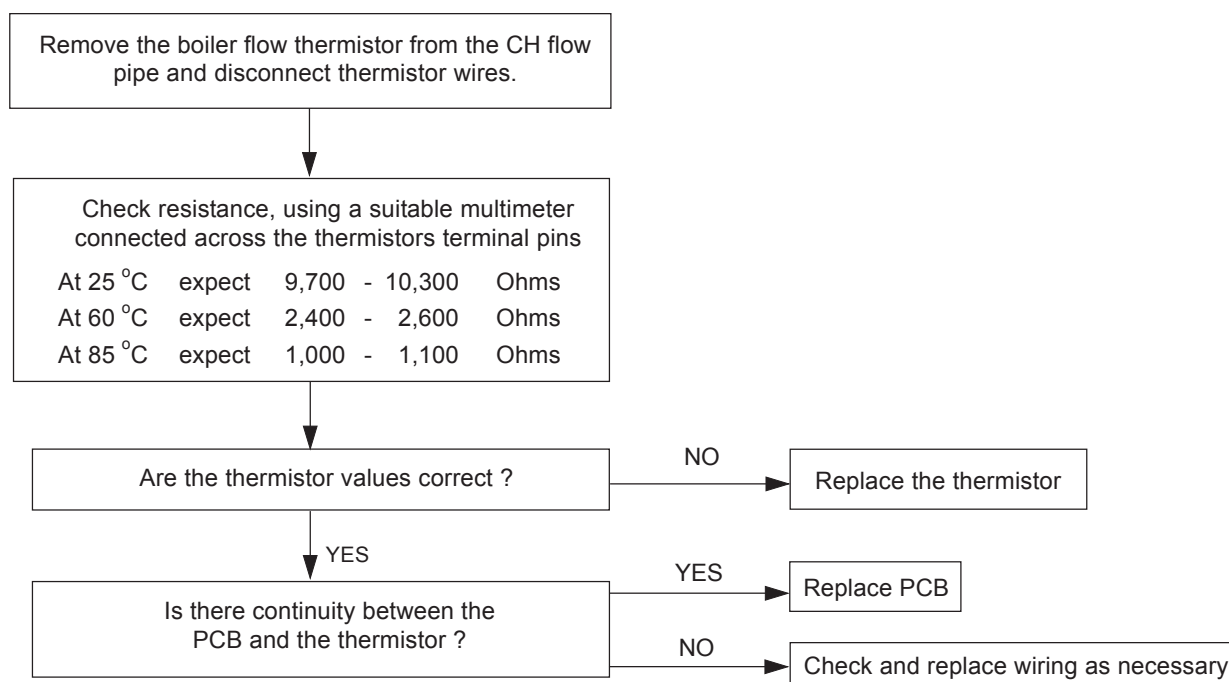 Remove the boiler flow thermistor from the CH flow
pipe and disconnect thermistor wires.
Check resistance, using a suitable multimeter
connected across the thermistors terminal pins
At 25 °C expect 9,700 - 10,300 Ohms
At 60 °C expect 2,400 - 2,600 Ohms
At 85 °C expect 1,000 - 1,100 Ohms
Are the thermistor values correct ?
NO
Replace the thermistor
YES
Is there continuity between the
PCB and the thermistor ?
YES
Replace PCB
NO
Check and replace wiring as necessary